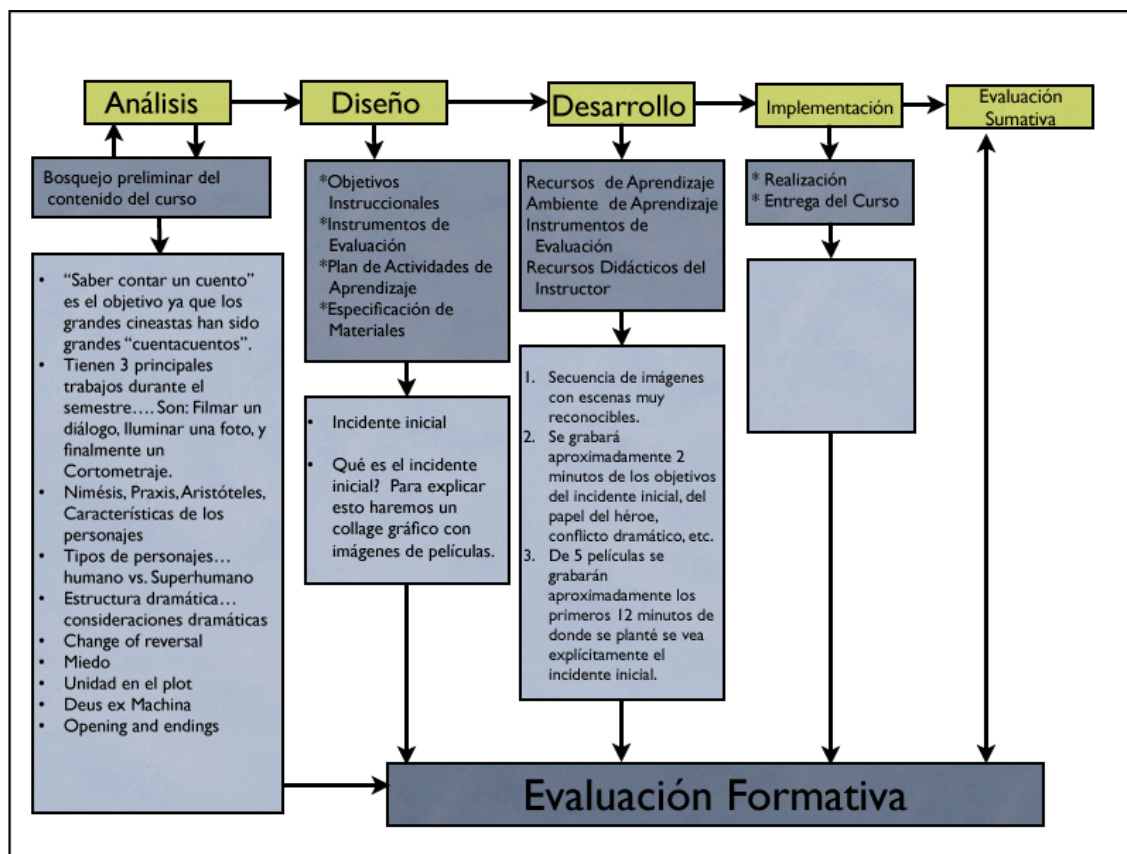 Análisis
Diseño
Desarrollo
Implementación
Evaluación
Sumativa
Bosquejo preliminar del
contenido del curso
• “Saber contar un cuento”
es el objetivo ya que los
grandes cineastas han sido
grandes “cuentacuentos”.
• Tienen 3 principales
trabajos durante el
semestre.... Son: Filmar un
diálogo, Iluminar una foto, y
finalmente un
Cortometraje.
• Nimésis, Praxis, Aristóteles,
Características de los
personajes
• Tipos de personajes...
humano vs. Superhumano
• Estructura dramática...
consideraciones dramáticas
• Change of reversal
• Miedo
• Unidad en el plot
• Deus ex Machina
• Opening and endings
*Objetivos
Instruccionales
*Instrumentos de
Evaluación
*Plan de Actividades de
Aprendizaje
*Especificación de
Materiales
• Incidente inicial
• Qué es el incidente
inicial? Para explicar
esto haremos un
collage gráfico con
imágenes de películas.
Recursos de Aprendizaje
Ambiente de Aprendizaje
Instrumentos de
Evaluación
Recursos Didácticos del
Instructor
1. Secuencia de imágenes
con escenas muy
reconocibles.
2. Se grabará
aproximadamente 2
minutos de los objetivos
del incidente inicial, del
papel del héroe,
conflicto dramático, etc.
3. De 5 películas se
grabarán
aproximadamente los
primeros 12 minutos de
donde se planté se vea
explícitamente el
incidente inicial.
* Realización
* Entrega del Curso
Evaluación Formativa